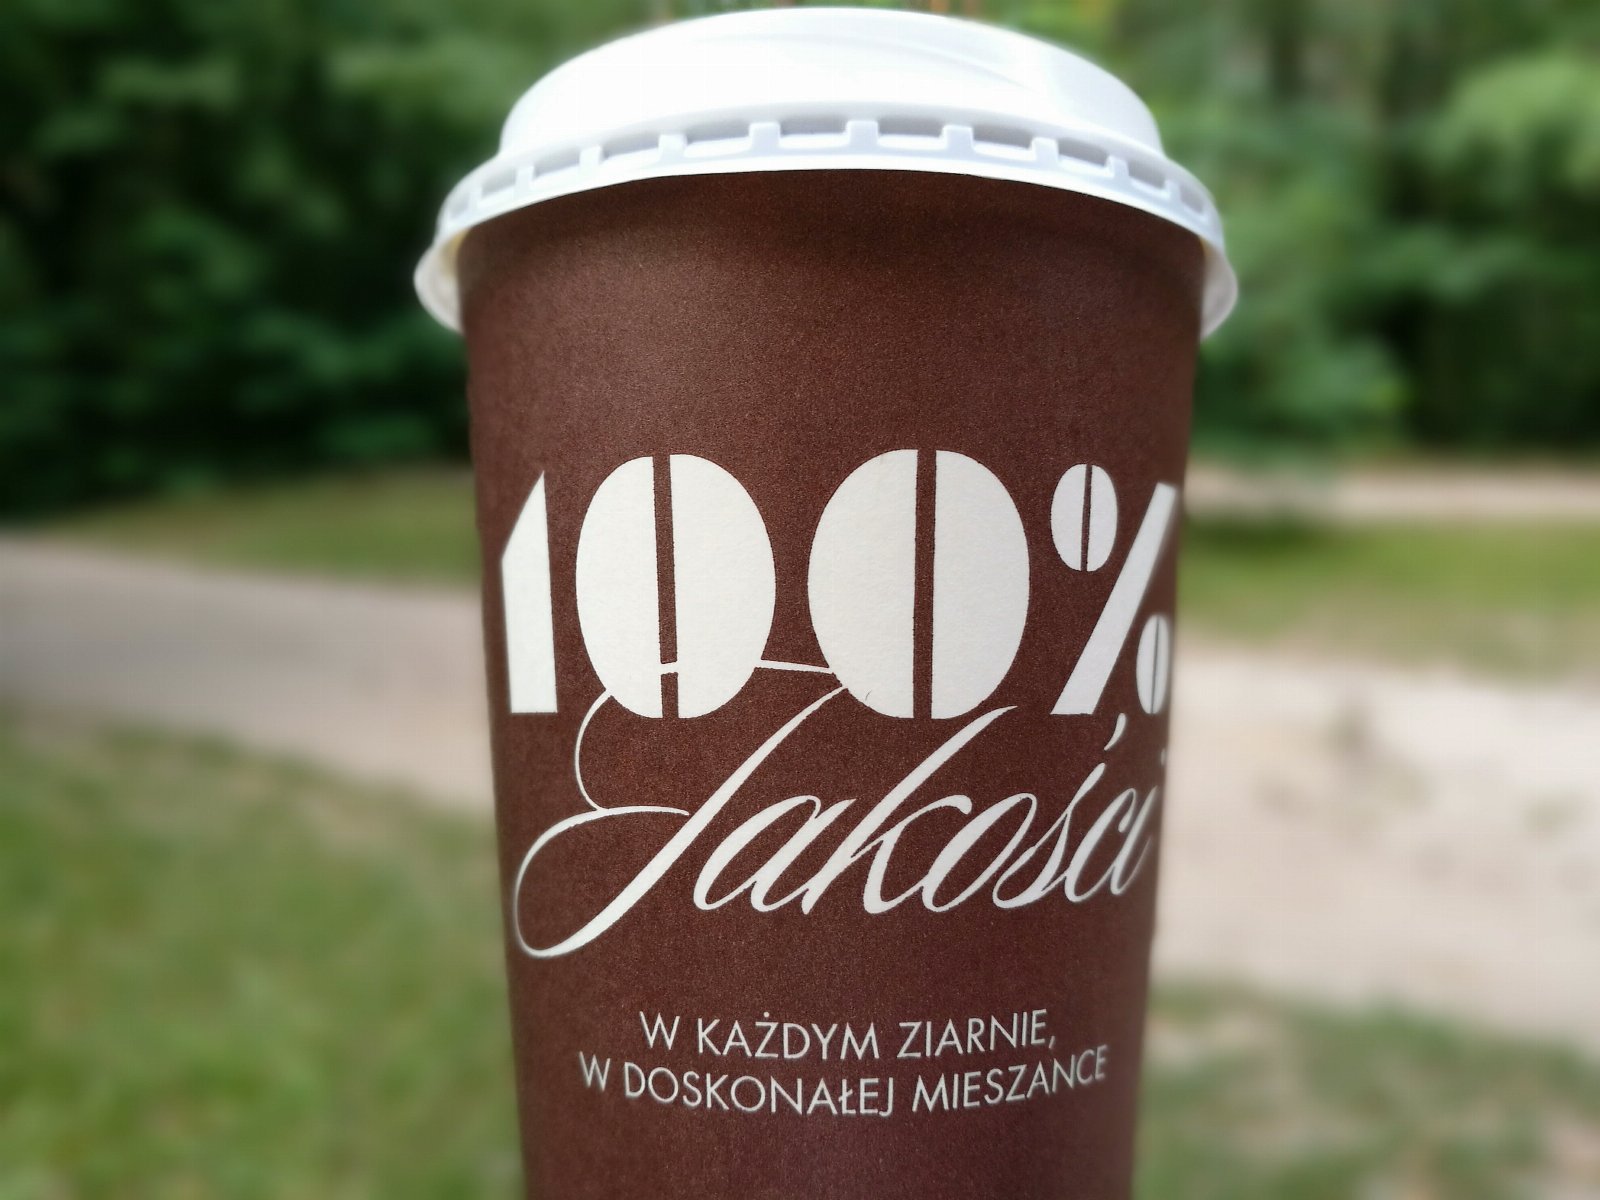 100%
Jakości
W KAŻDYM ZIARNIE,
W DOSKONAŁEJ MIESZANCE